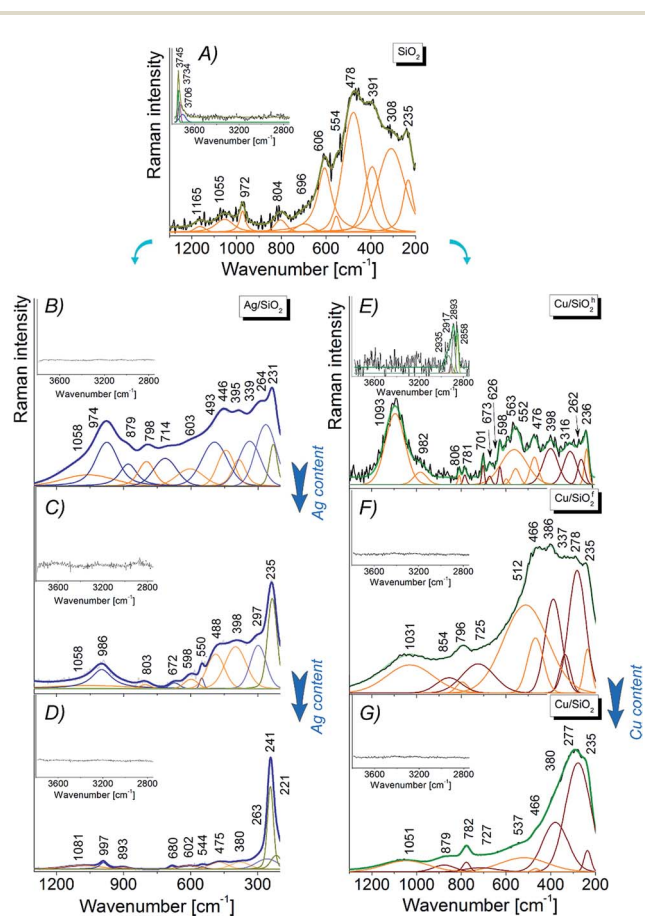 A)
SiO2
3745
3734
3706
3600 3200 2800
Wavenumber [cm-1]
Raman intensity
1165
1055
972
804
696
606
554
478
391
308
235
1200 1000 800 600 400 200
Wavenumber [cm-1]
B)
Ag/SiO2
Raman intensity
3600 3200 2800
Wavenumber [cm-1]
1058
974
879
798
714
603
493
446
395
339
264
231
Ag content
C)
3600 3200 2800
Wavenumber [cm-1]
1058
986
803
672
598
550
488
398
297
235
Ag content
D)
3600 3200 2800
Wavenumber [cm-1]
1081
997
893
680
602
544
475
380
263
241
221
1200 900 600 300
Wavenumber [cm-1]
E)
Cu/SiO2h
Raman intensity
2935
2917
2893
2858
3600 3200 2800
Wavenumber [cm-1]
1093
982
806
781
701
673
626
598
563
552
476
398
316
262
236
F)
Cu/SiO2r
3600 3200 2800
Wavenumber [cm-1]
1031
854
796
725
512
466
386
337
278
235
Cu content
G)
Cu/SiO2
3600 3200 2800
Wavenumber [cm-1]
1051
879
782
727
537
466
380
277
235
1300 1200 1000 800 600 400 200
Wavenumber [cm-1]